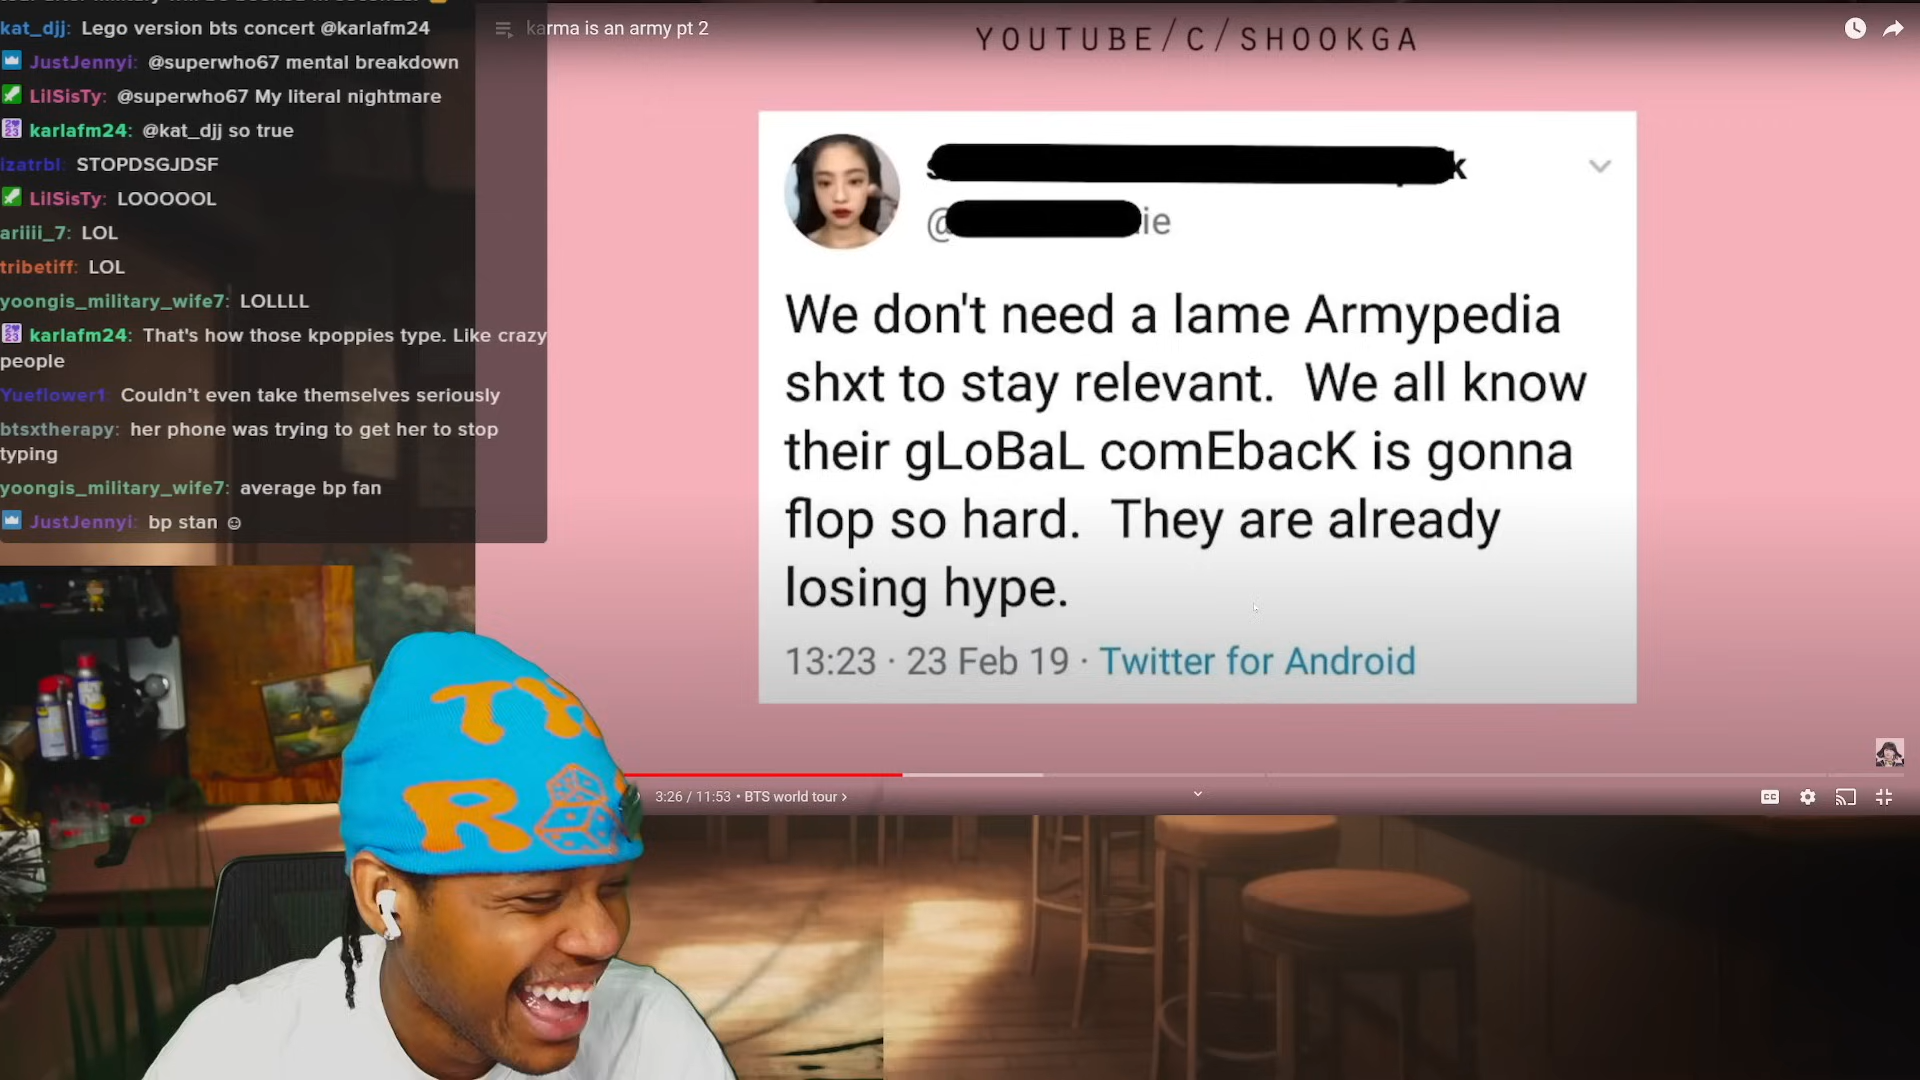 kat_djj: Lego version bts concert @karlafm24
JustJennyi: @superwho67 mental breakdown
LilSisTy: @superwho67 My literal nightmare
karlafm24: @kat_djj so true
izatrbl: STOPDSGJDSF
LilSisTy: LOOOOOL
ariiii_7: LOL
tribetiff: LOL
yoongis_military_wife7: LOLLLL
karlafm24: That's how those kpoppies type. Like crazy
people
Yueflower1: Couldn't even take themselves seriously
btsxtherapy: her phone was trying to get her to stop
typing
yoongis_military_wife7: average bp fan
JustJennyi: bp stan ☺
karma is an army pt 2
YOUTUBE/C/SHOOKGA
k
@ ie
We don't need a lame Armypedia
shxt to stay relevant. We all know
their gLoBaL comEbacK is gonna
flop so hard. They are already
losing hype.
13:23 · 23 Feb 19 · Twitter for Android
3:26 / 11:53 • BTS world tour ›
CC